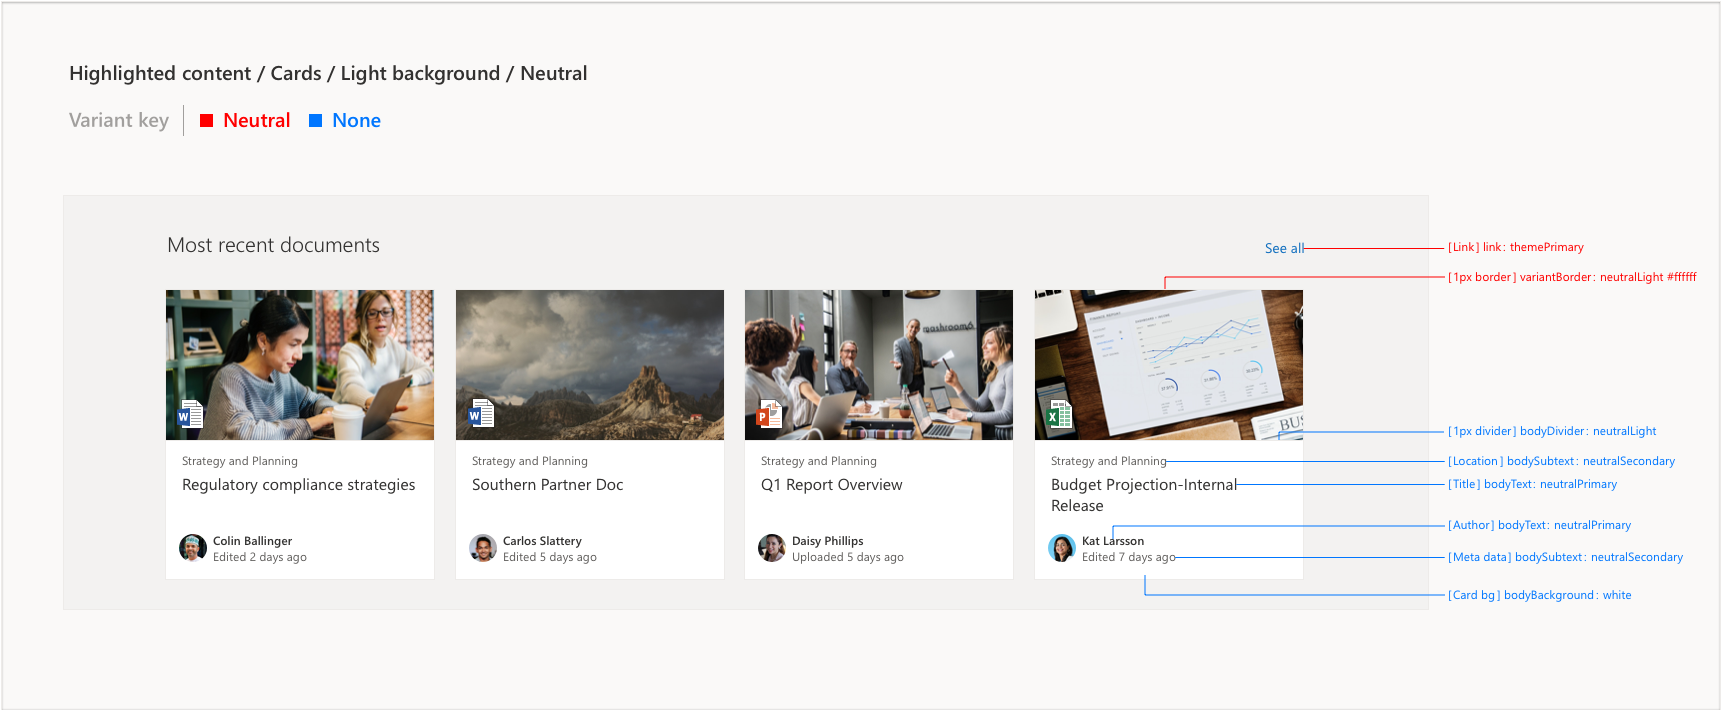 Highlighted content / Cards / Light background / Neutral
Variant key
Neutral
None
Most recent documents
See all
[Link] link: themePrimary
[1px border] variantBorder: neutralLight #ffffff
[1px divider] bodyDivider: neutralLight
Strategy and Planning
Regulatory compliance strategies
Colin Ballinger
Edited 2 days ago
Strategy and Planning
Southern Partner Doc
Carlos Slattery
Edited 5 days ago
Strategy and Planning
Q1 Report Overview
Daisy Phillips
Uploaded 5 days ago
Strategy and Planning
Budget Projection-Internal
Release
Kat Larsson
Edited 7 days ago
[Location] bodySubtext: neutralSecondary
[Title] bodyText: neutralPrimary
[Author] bodyText: neutralPrimary
[Meta data] bodySubtext: neutralSecondary
[Card bg] bodyBackground: white
W
W
P
X
BUS